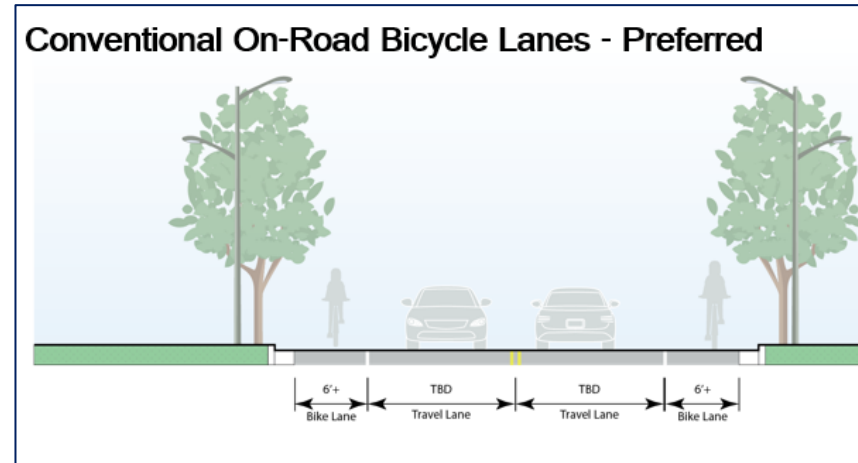 Conventional On-Road Bicycle Lanes - Preferred
6'+ TBD TBD 6'+
Bike Lane Travel Lane Travel Lane Bike Lane